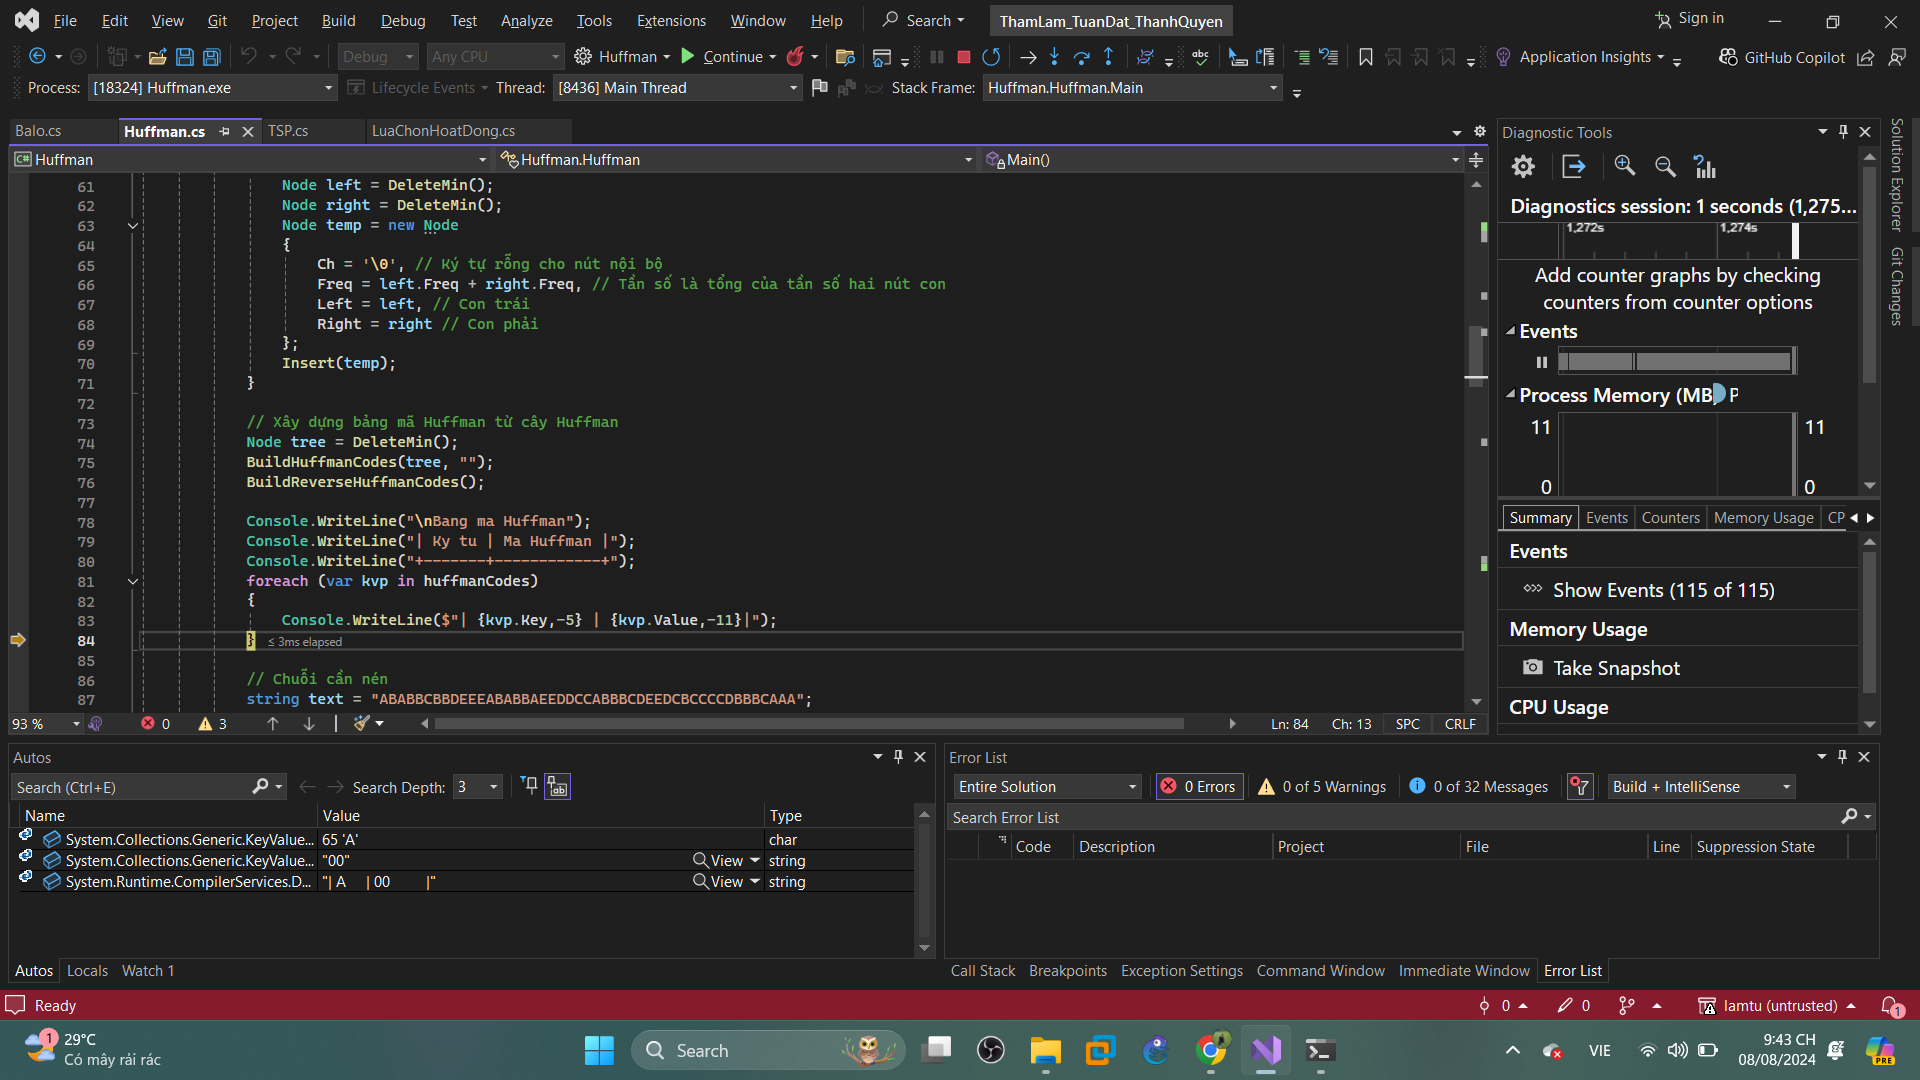 File Edit View Git Project Build Debug Test Analyze Tools Extensions Window Help Search ThamLam_TuanDat_ThanhQuyen Sign in
Debug Any CPU Huffman Continue Application Insights GitHub Copilot
Process: [18324] Huffman.exe Lifecycle Events Thread: [8436] Main Thread Stack Frame: Huffman.Huffman.Main
Balo.cs Huffman.cs TSP.cs LuaChonHoatDong.cs
Huffman Huffman.Huffman Main()
61 Node left = DeleteMin();
62 Node right = DeleteMin();
63 Node temp = new Node
64 {
65 Ch = '\0', // Ký tự rỗng cho nút nội bộ
66 Freq = left.Freq + right.Freq, // Tần số là tổng của tần số hai nút con
67 Left = left, // Con trái
68 Right = right // Con phải
69 };
70 Insert(temp);
71 }
72
73 // Xây dựng bảng mã Huffman từ cây Huffman
74 Node tree = DeleteMin();
75 BuildHuffmanCodes(tree, "");
76 BuildReverseHuffmanCodes();
77
78 Console.WriteLine("\nBang ma Huffman");
79 Console.WriteLine("| Ky tu | Ma Huffman |");
80 Console.WriteLine("+-------+------------+");
81 foreach (var kvp in huffmanCodes)
82 {
83 Console.WriteLine($"| {kvp.Key,-5} | {kvp.Value,-11}|");
84 } ≤ 3ms elapsed
85
86 // Chuỗi cần nén
87 string text = "ABABBCBBDEEEABABBAEEDDCCABBBCDEEDCBCCCCDBBBCAAA";
93 % 0 3 Ln: 84 Ch: 13 SPC CRLF
Diagnostic Tools
Diagnostics session: 1 seconds (1,275...
1,272s 1,274s
Add counter graphs by checking
counters from counter options
Events
Process Memory (MB) P
11 11
0 0
Summary Events Counters Memory Usage CP
Events
Show Events (115 of 115)
Memory Usage
Take Snapshot
CPU Usage
Solution Explorer
Git Changes
Autos
Search (Ctrl+E) Search Depth: 3
Name Value Type
System.Collections.Generic.KeyValue... 65 'A' char
System.Collections.Generic.KeyValue... "00" View string
System.Runtime.CompilerServices.D... "| A     | 00         |" View string
Autos Locals Watch 1
Error List
Entire Solution 0 Errors 0 of 5 Warnings 0 of 32 Messages Build + IntelliSense
Search Error List
Code Description Project File Line Suppression State
Call Stack Breakpoints Exception Settings Command Window Immediate Window Error List
Ready 0 0 lamtu (untrusted) 1
1 29°C
Có mây rải rác
Search
VIE
PRE
9:43 CH
08/08/2024